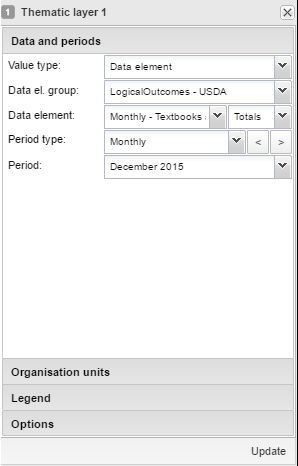 1 Thematic layer 1
Data and periods
Value type: Data element
Data el. group: LogicalOutcomes - USDA
Data element: Monthly - Textbooks Totals
Period type: Monthly < >
Period: December 2015
Organisation units
Legend
Options
Update